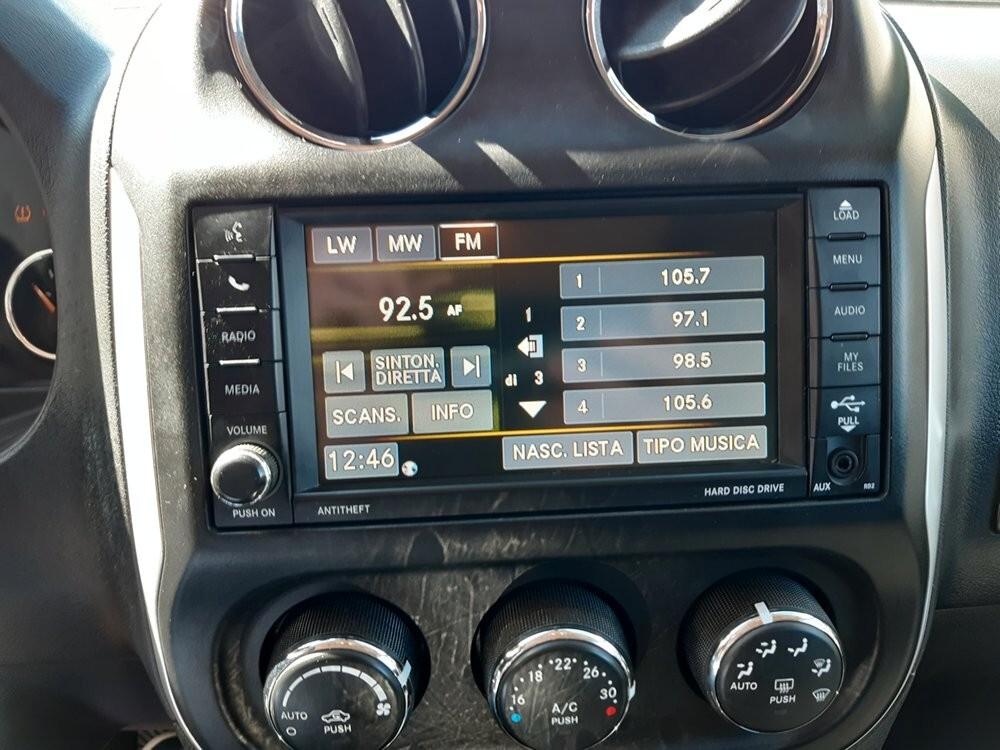 LOAD
MENU
AUDIO
MY
FILES
PULL
AUX
RB2
RADIO
MEDIA
VOLUME
PUSH ON
ANTITHEFT
HARD DISC DRIVE
LW MW FM
92.5 AF
SINTON.
DIRETTA
SCANS. INFO
12:46
1
di 3
1 105.7
2 97.1
3 98.5
4 105.6
NASC. LISTA TIPO MUSICA
AUTO
O
PUSH
16 18 22 26 30
A/C
PUSH
AUTO
PUSH